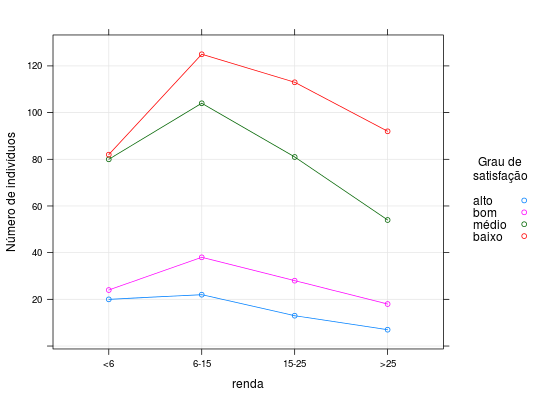 120
100
80
60
40
20
Número de indivíduos
<6
6-15
15-25
>25
renda
Grau de
satisfação
alto
bom
médio
baixo